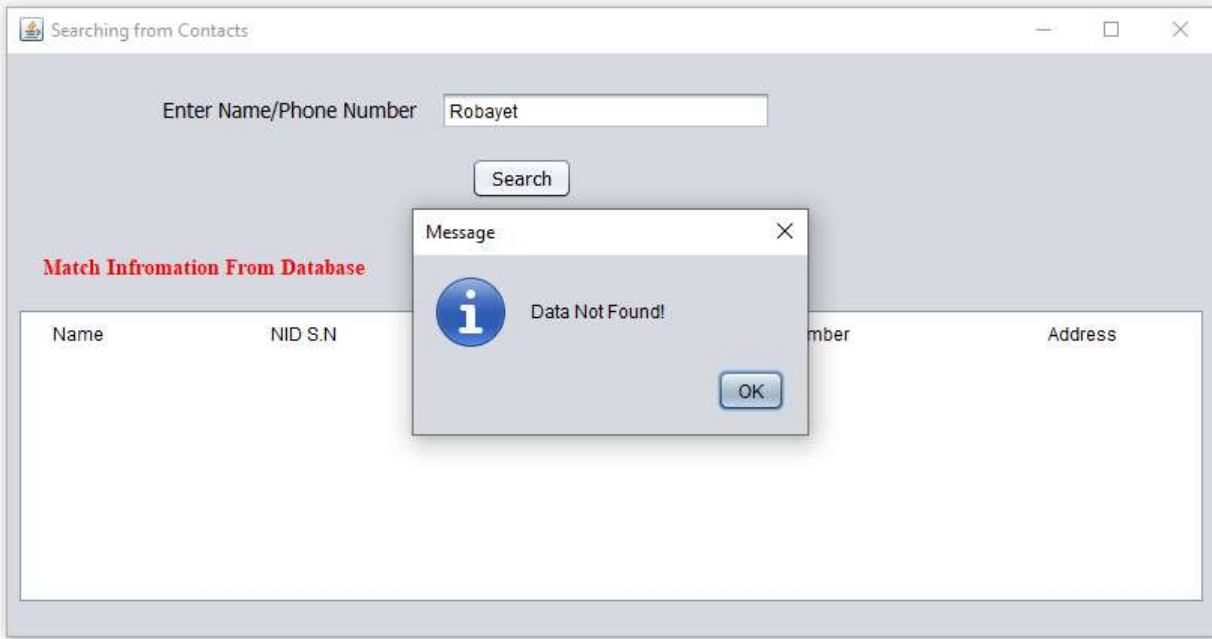 Searching from Contacts
Enter Name/Phone Number Robayet
Search
Message
Match Infromation From Database
Data Not Found!
Name NID S.N mber Address
OK